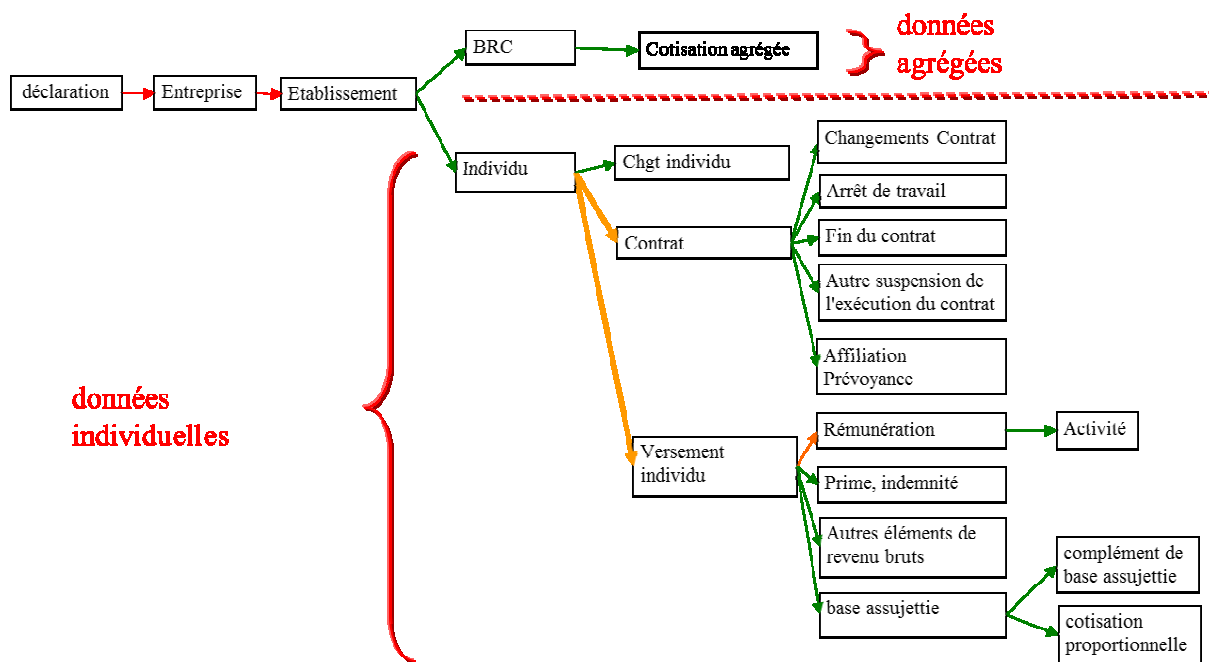 données
agrégées
BRC
Cotisation agrégée
déclaration
Entreprise
Etablissement
Individu
Chgt individu
Changements Contrat
Arrêt de travail
Contrat
Fin du contrat
Autre suspension de
l'exécution du contrat
Affiliation
Prévoyance
données
individuelles
Versement
individu
Rémunération
Activité
Prime, indemnité
Autres éléments de
revenu bruts
base assujettie
complément de
base assujettie
cotisation
proportionnelle